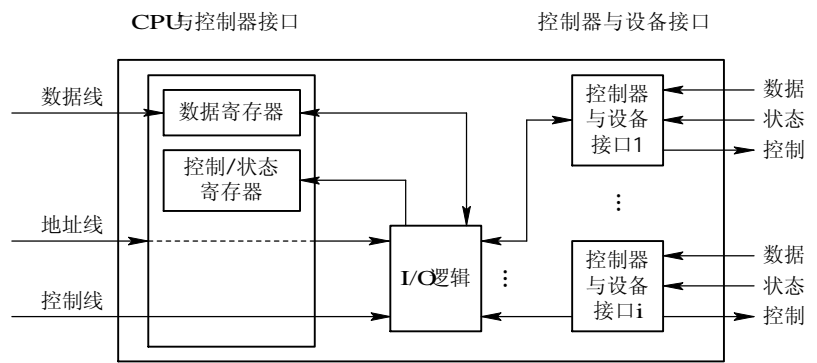 CPU与控制器接口
控制器与设备接口
数据线
数据寄存器
控制/状态
寄存器
地址线
控制线
I/O逻辑
控制器
与设备
接口1
数据
状态
控制
⋮
⋮
控制器
与设备
接口i
数据
状态
控制